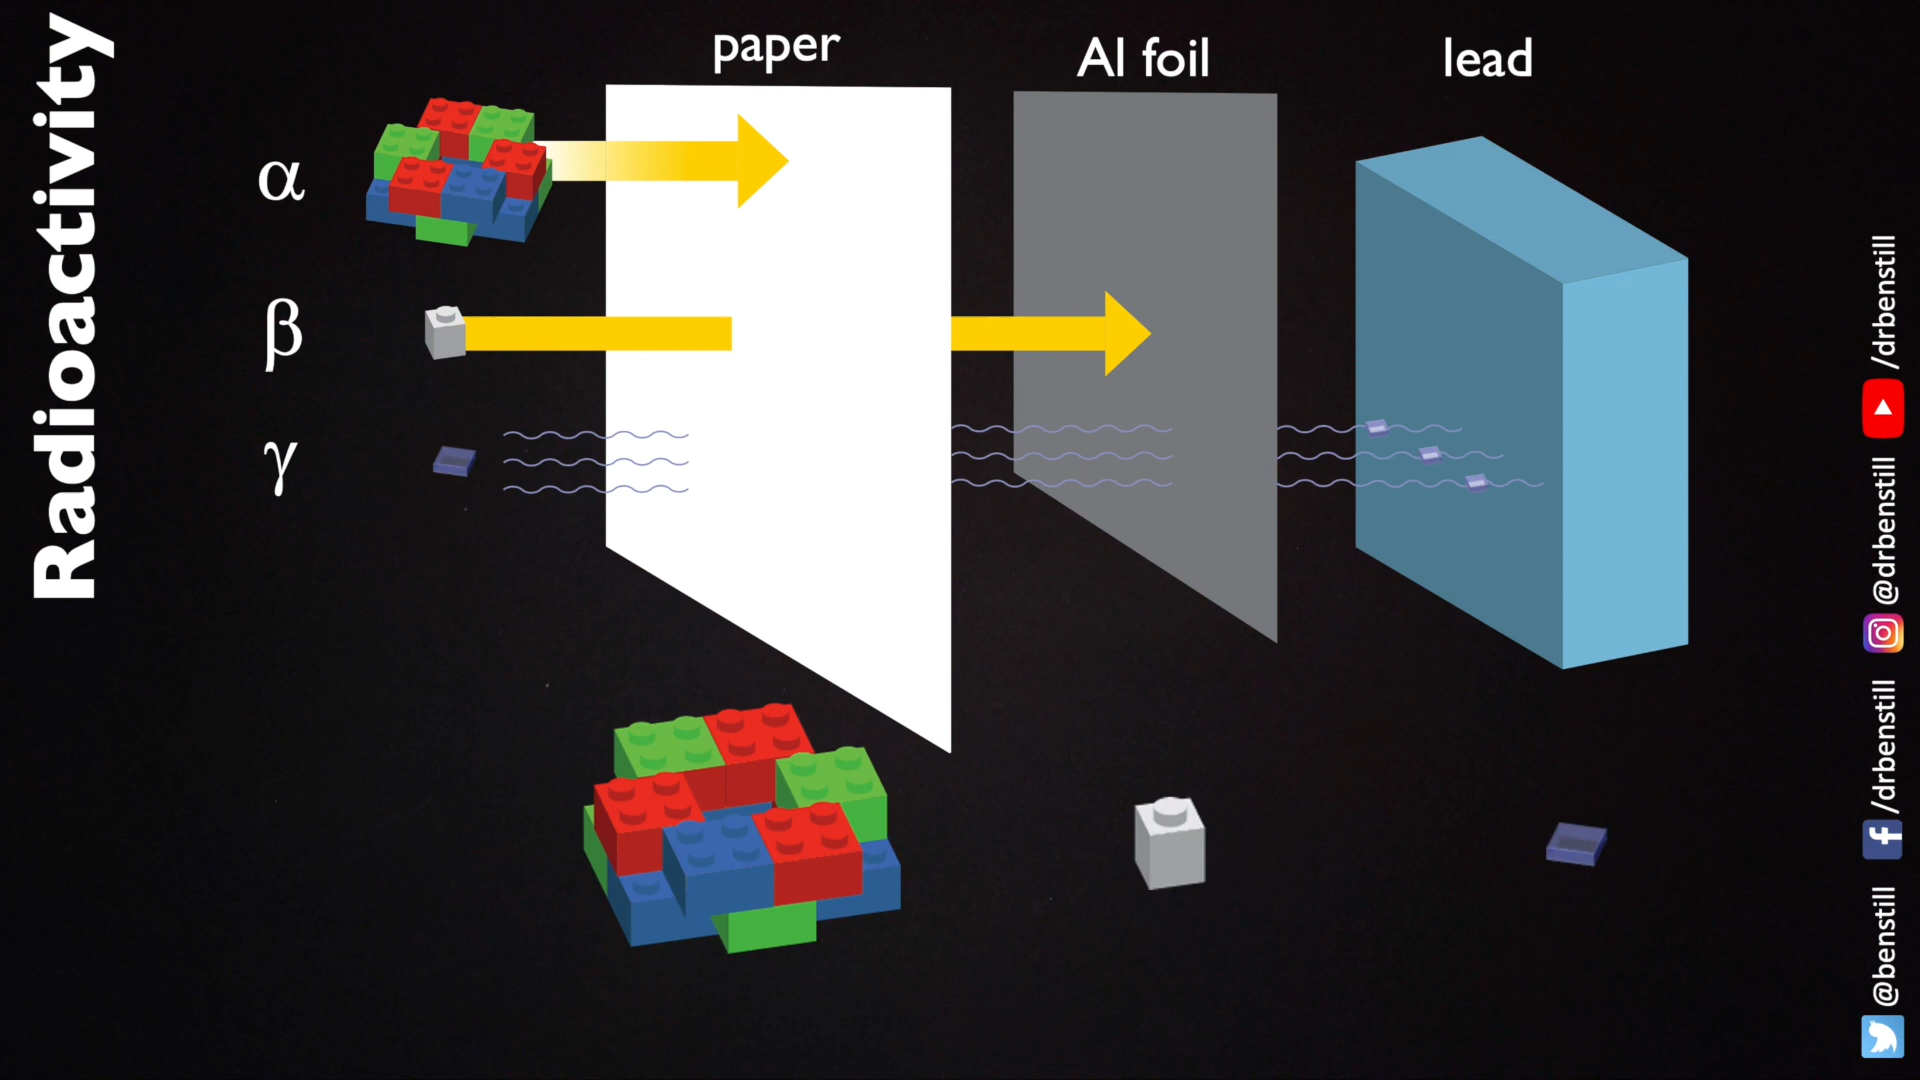 Radioactivity
paper
Al foil
lead
α
β
γ
/drbenstill
@drbenstill
/drbenstill
@benstill